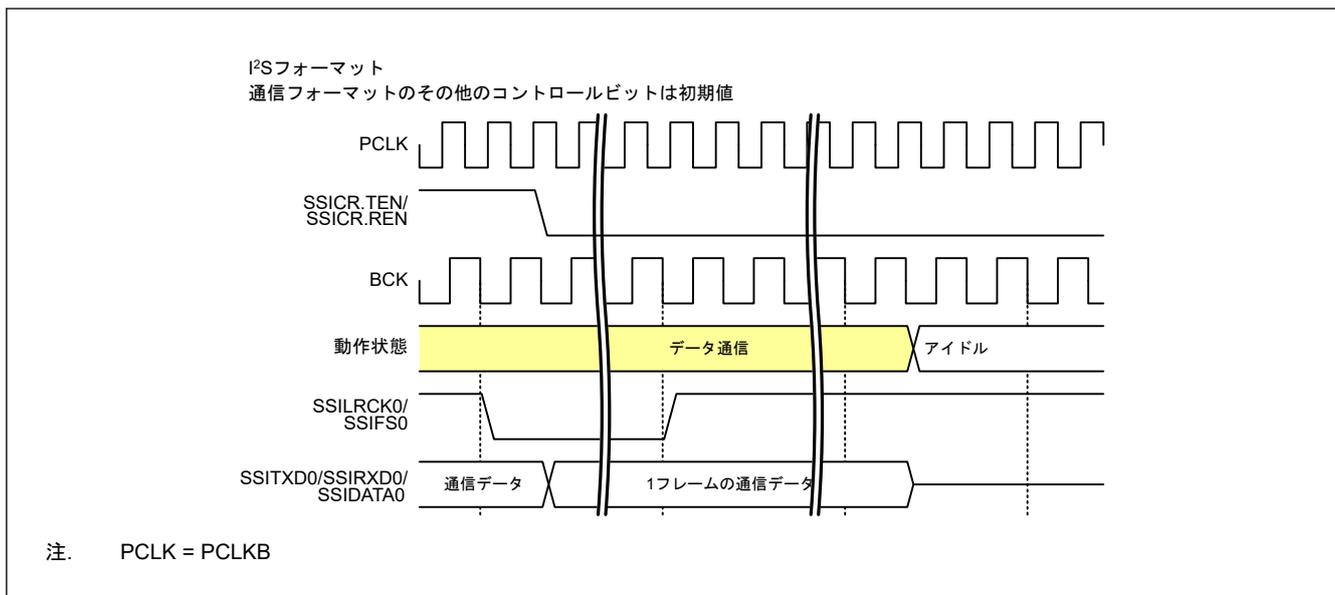 I²Sフォーマット
通信フォーマットのその他のコントロールビットは初期値
PCLK
SSICR.TEN/
SSICR.REN
BCK
動作状態
データ通信
アイドル
SSILRCK0/
SSIFS0
SSITXD0/SSIRXD0/
SSIDATA0
通信データ
1フレームの通信データ
注. PCLK = PCLKB